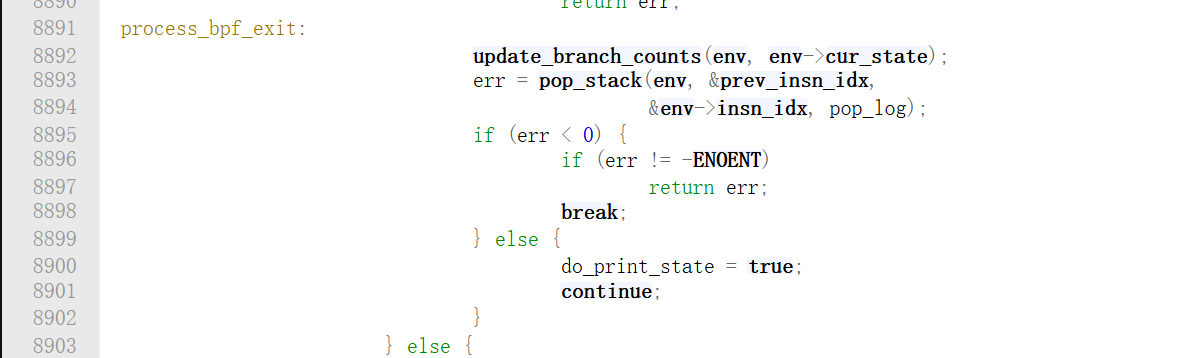 8890 return err;
8891 process_bpf_exit:
8892 update_branch_counts(env, env->cur_state);
8893 err = pop_stack(env, &prev_insn_idx,
8894 &env->insn_idx, pop_log);
8895 if (err < 0) {
8896 if (err != -ENOENT)
8897 return err;
8898 break;
8899 } else {
8900 do_print_state = true;
8901 continue;
8902 }
8903 } else {